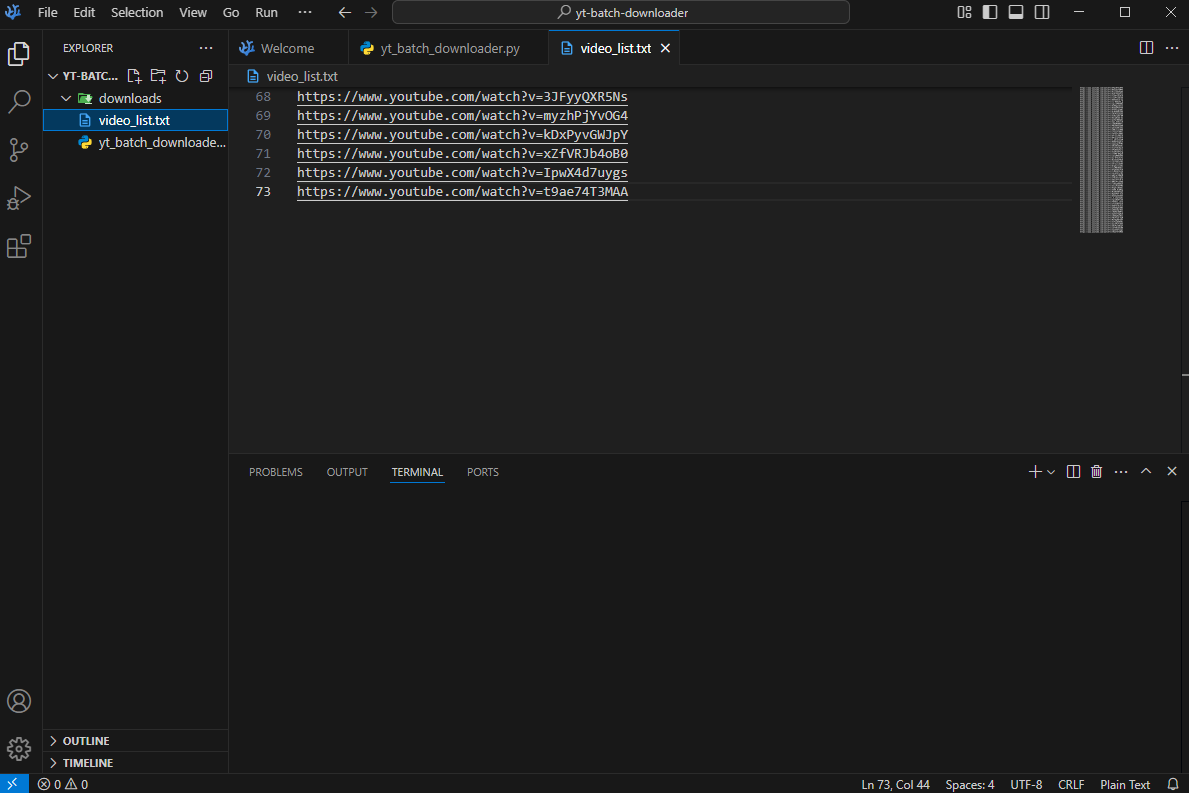 File Edit Selection View Go Run ··· yt-batch-downloader
EXPLORER ···
YT-BATC...
downloads
video_list.txt
yt_batch_downloade...
OUTLINE
TIMELINE
Welcome yt_batch_downloader.py video_list.txt
video_list.txt
68 https://www.youtube.com/watch?v=3JFyyQXR5Ns
69 https://www.youtube.com/watch?v=myzhPjYvOG4
70 https://www.youtube.com/watch?v=kDxPyvGWJpY
71 https://www.youtube.com/watch?v=xZfVRJb4oB0
72 https://www.youtube.com/watch?v=IpwX4d7uygs
73 https://www.youtube.com/watch?v=t9ae74T3MAA
PROBLEMS OUTPUT TERMINAL PORTS
0 0 Ln 73, Col 44 Spaces: 4 UTF-8 CRLF Plain Text